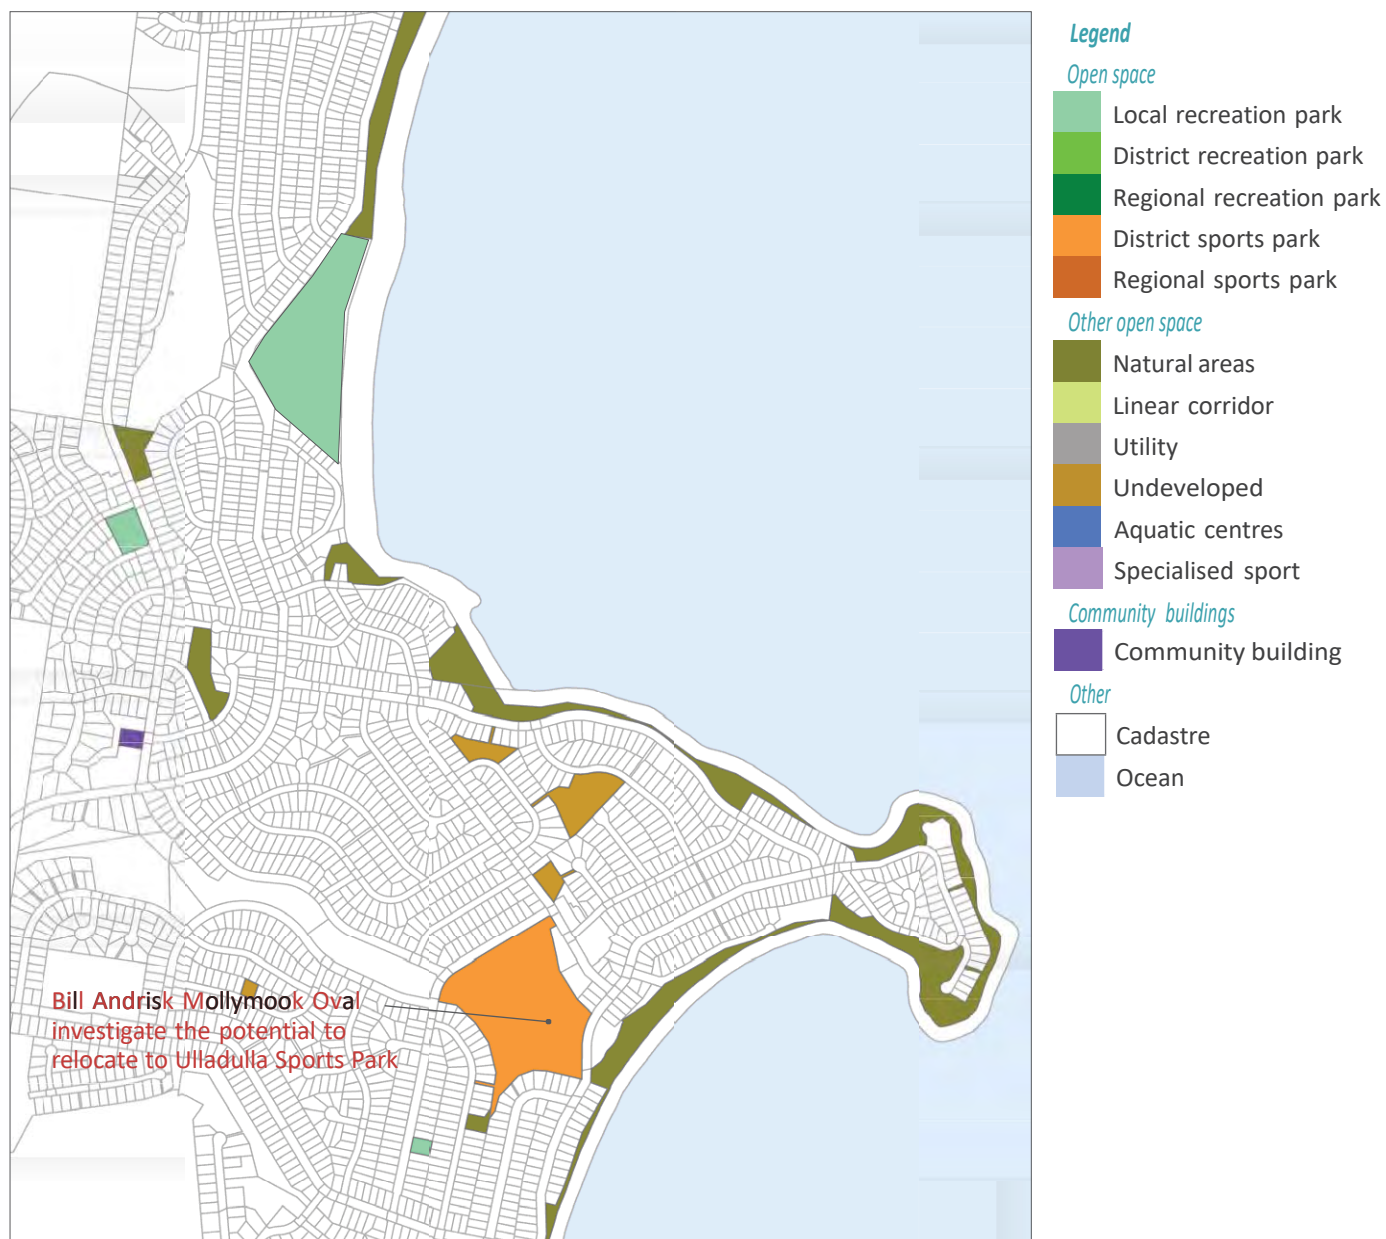 Bill Andrisk Mollymook Oval
investigate the potential to
relocate to Ulladulla Sports Park
Legend
Open space
Local recreation park
District recreation park
Regional recreation park
District sports park
Regional sports park
Other open space
Natural areas
Linear corridor
Utility
Undeveloped
Aquatic centres
Specialised sport
Community buildings
Community building
Other
Cadastre
Ocean